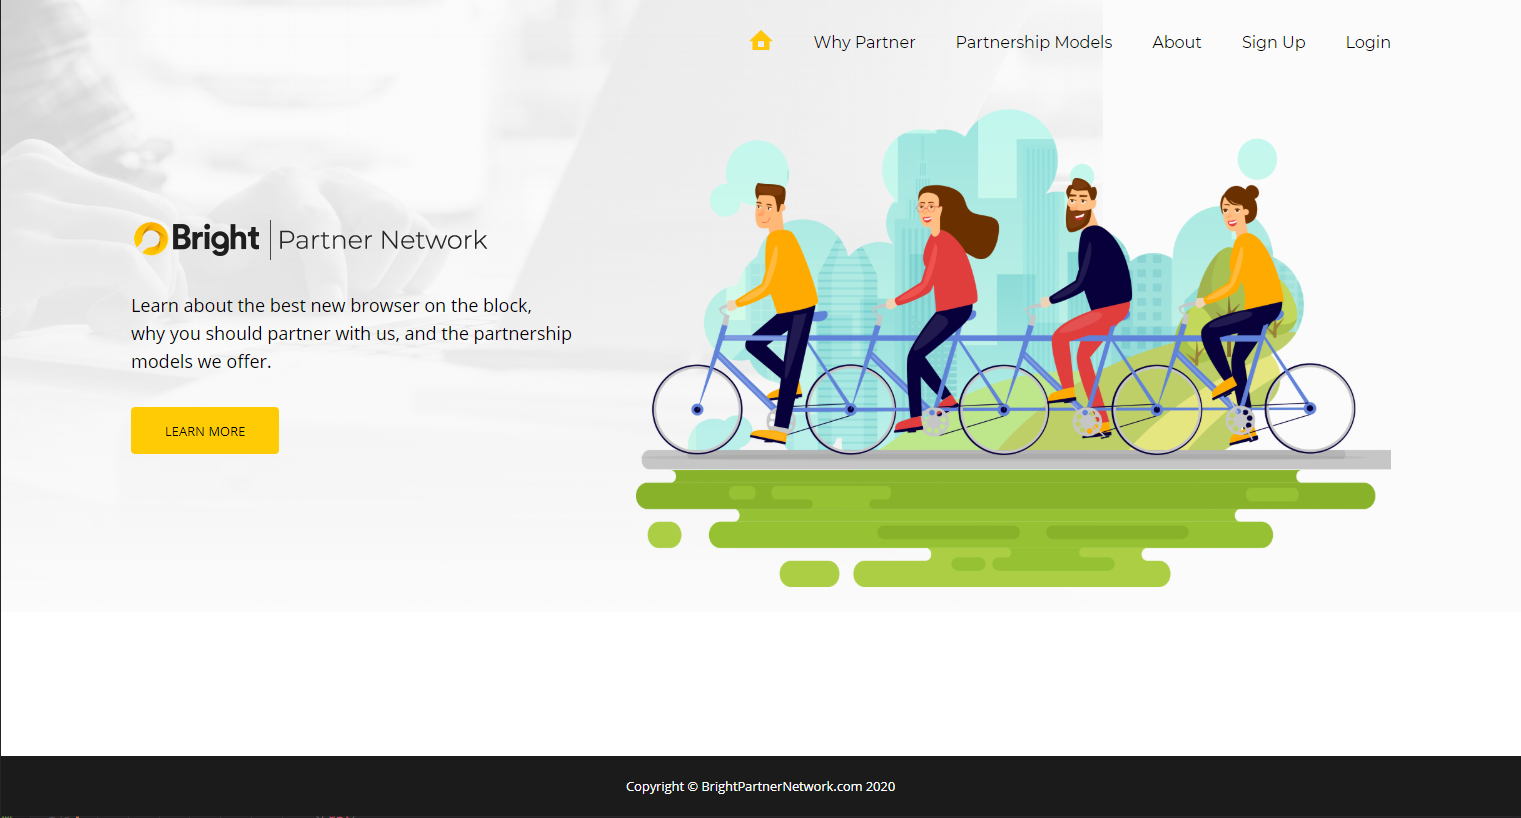 Why Partner Partnership Models About Sign Up Login
Bright Partner Network
Learn about the best new browser on the block,
why you should partner with us, and the partnership
models we offer.
LEARN MORE
Copyright © BrightPartnerNetwork.com 2020